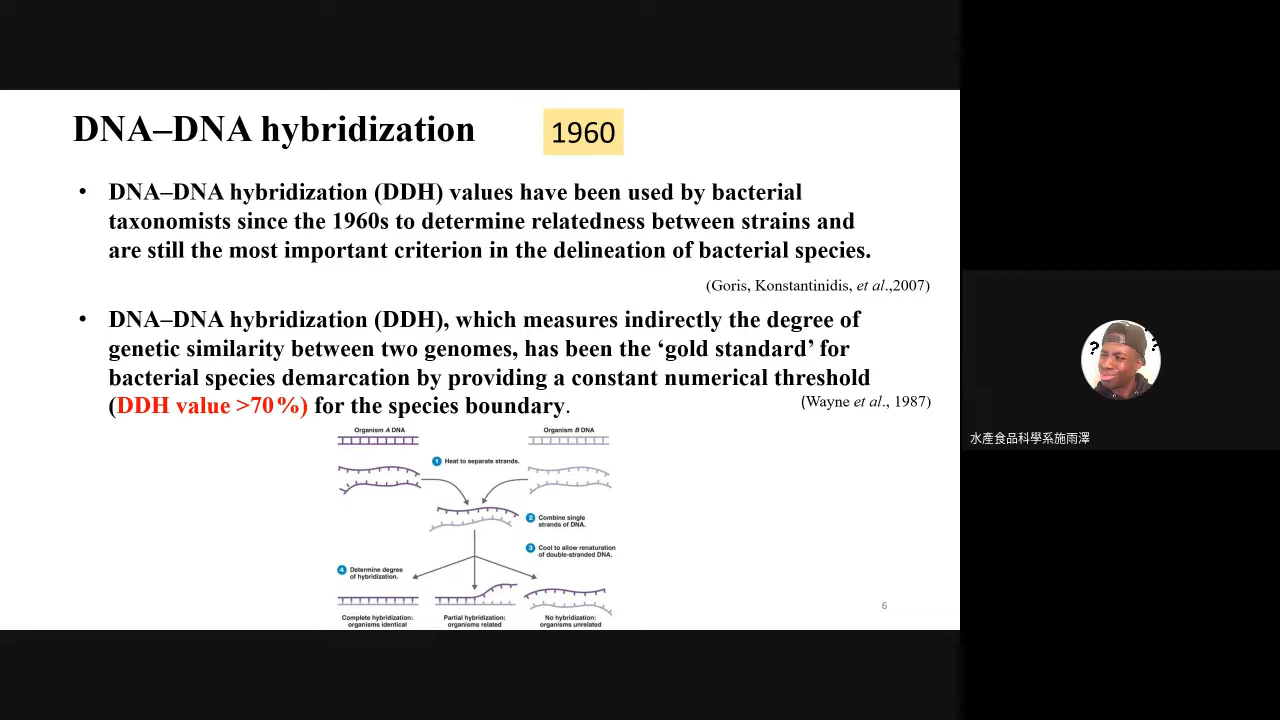 DNA–DNA hybridization
1960
• DNA–DNA hybridization (DDH) values have been used by bacterial
taxonomists since the 1960s to determine relatedness between strains and
are still the most important criterion in the delineation of bacterial species.
(Goris, Konstantinidis, et al.,2007)
• DNA–DNA hybridization (DDH), which measures indirectly the degree of
genetic similarity between two genomes, has been the ‘gold standard’ for
bacterial species demarcation by providing a constant numerical threshold
(DDH value >70%) for the species boundary.
(Wayne et al., 1987)
Organism A DNA
Organism B DNA
1 Heat to separate strands.
2 Combine single
strands of DNA.
3 Cool to allow renaturation
of double-stranded DNA.
4 Determine degree
of hybridization.
Complete hybridization:
organisms identical
Partial hybridization:
organisms related
No hybridization:
organisms unrelated
6
? ?
水產食品科學系施雨澤